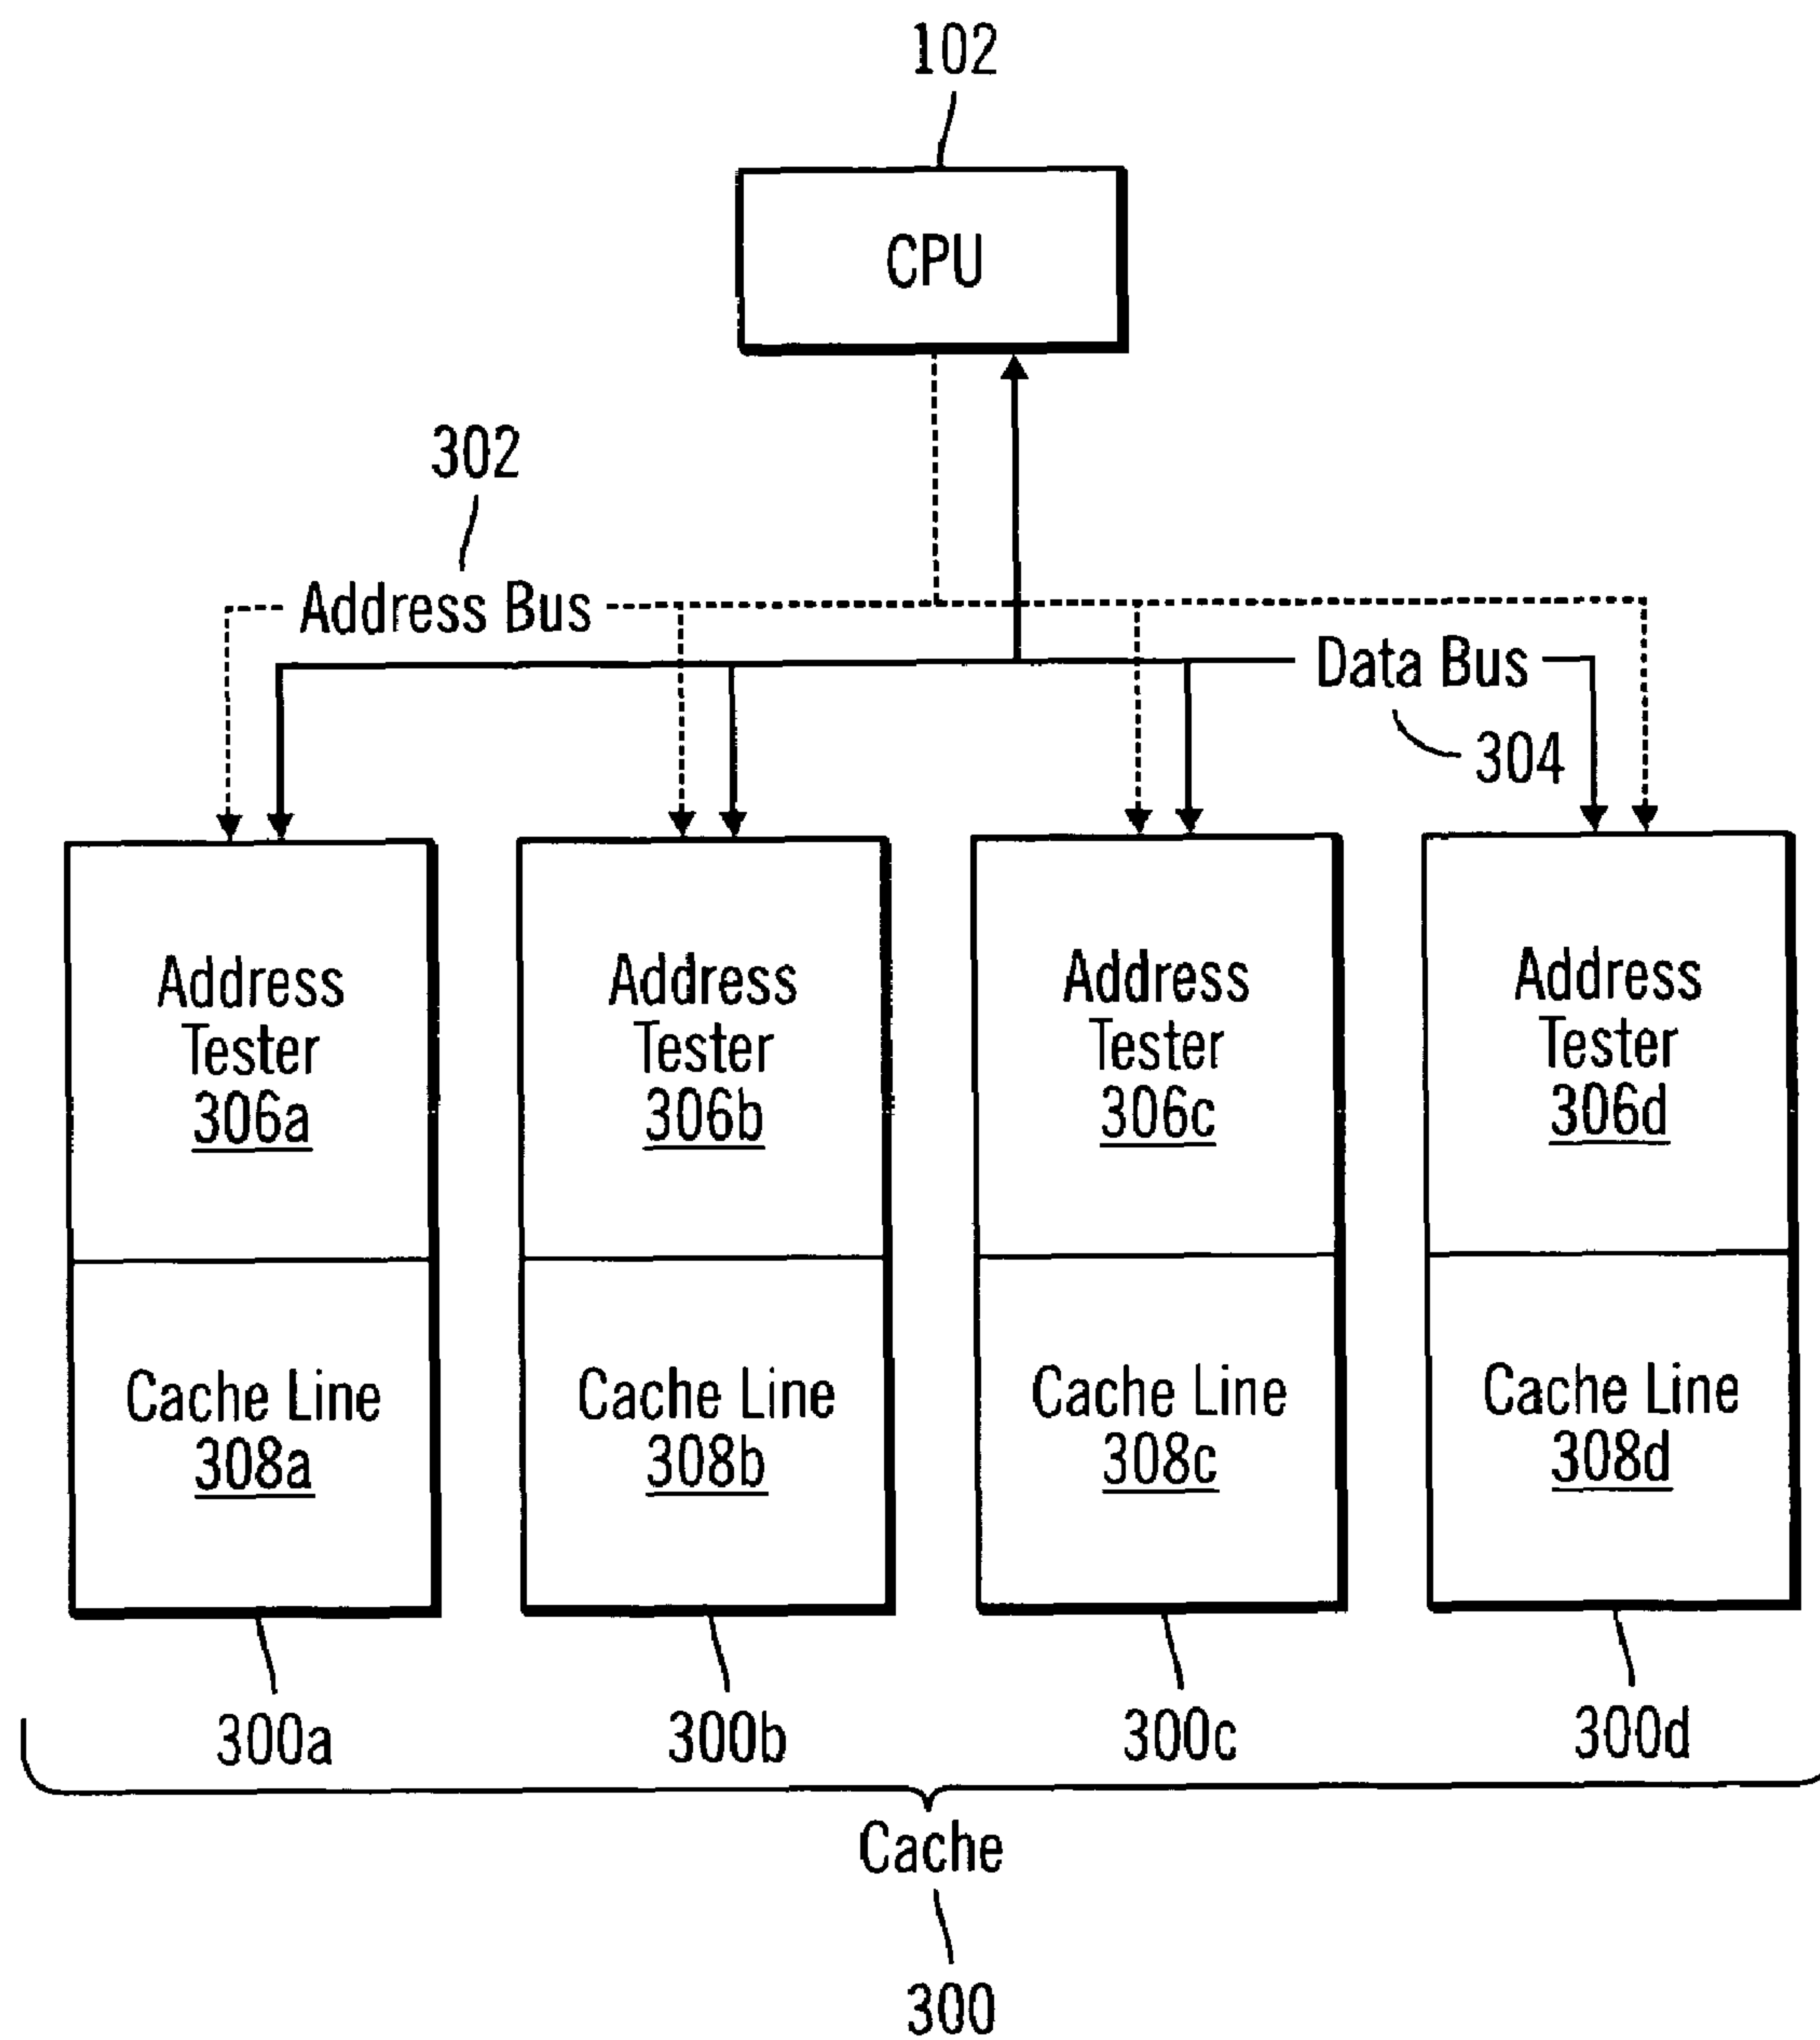 102
CPU
302
Address Bus
Data Bus
304
Address
Tester
306a
Address
Tester
306b
Address
Tester
306c
Address
Tester
306d
Cache Line
308a
Cache Line
308b
Cache Line
308c
Cache Line
308d
300a
300b
300c
300d
Cache
300